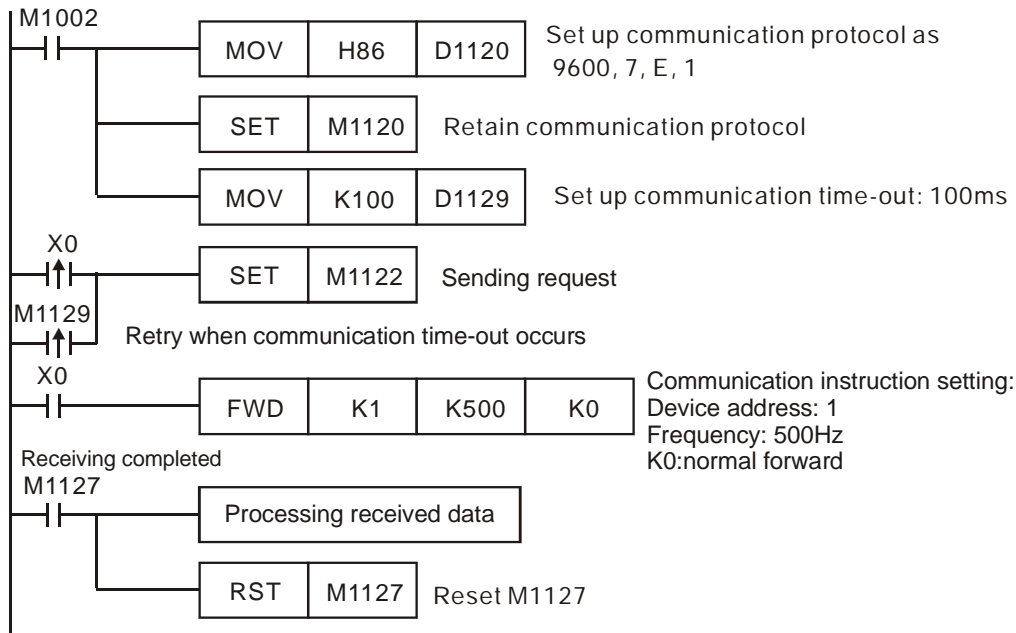 M1002
MOV H86 D1120 Set up communication protocol as
9600, 7, E, 1
SET M1120 Retain communication protocol
MOV K100 D1129 Set up communication time-out: 100ms
X0
SET M1122 Sending request
M1129
Retry when communication time-out occurs
X0
FWD K1 K500 K0 Communication instruction setting:
Device address: 1
Frequency: 500Hz
K0:normal forward
Receiving completed
M1127
Processing received data
RST M1127 Reset M1127